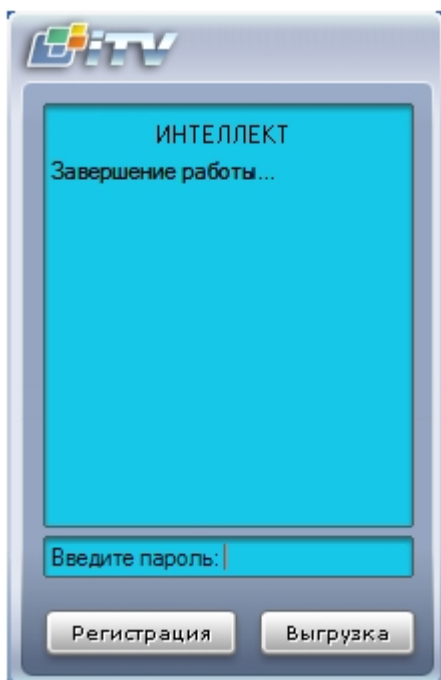 iTV
ИНТЕЛЛЕКТ
Завершение работы...
Введите пароль:
Регистрация
Выгрузка